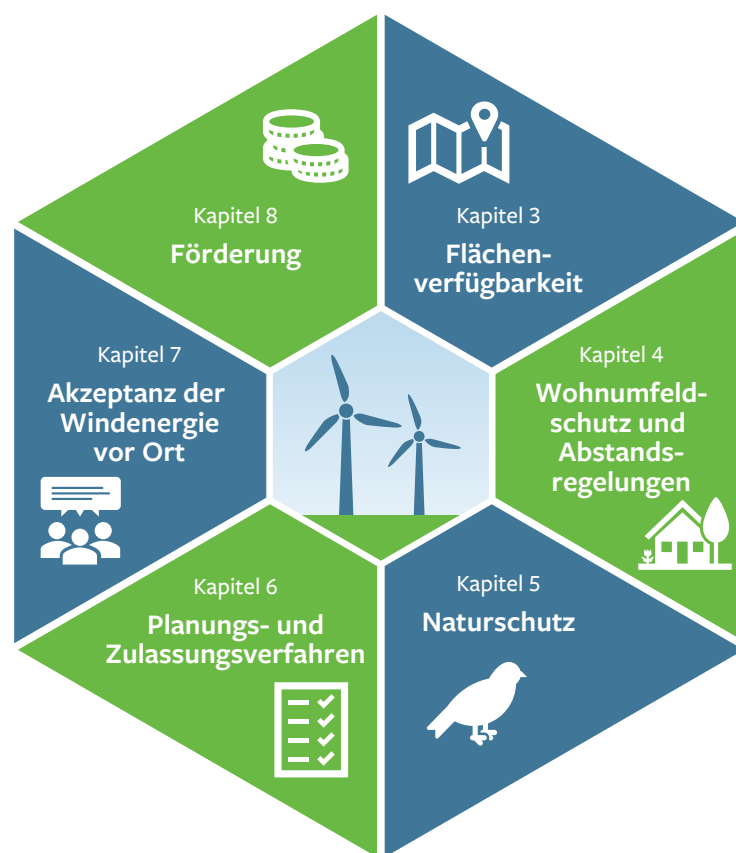 Kapitel 8
Förderung
Kapitel 3
Flächen-
verfügbarkeit
Kapitel 4
Wohnumfeld-
schutz und
Abstands-
regelungen
Kapitel 5
Naturschutz
Kapitel 6
Planungs- und
Zulassungsverfahren
Kapitel 7
Akzeptanz der
Windenergie
vor Ort